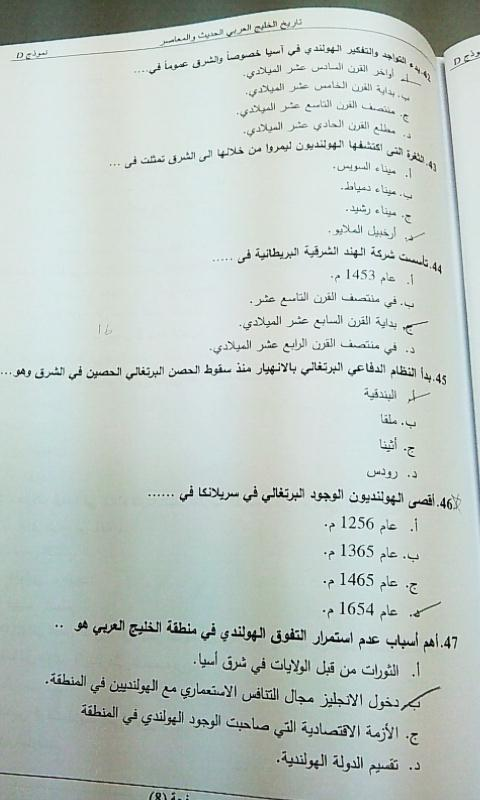 تاريخ الخليج العربي الحديث والمعاصر
نموذج D
42. بدء التواجد والتفكير الهولندي في آسيا خصوصاً والشرق عموماً في....
أ. أواخر القرن السادس عشر الميلادي.
ب. بداية القرن الخامس عشر الميلادي.
ج. منتصف القرن التاسع عشر الميلادي.
د. مطلع القرن الحادي عشر الميلادي.
43. الثغرة التي اكتشفها الهولنديون ليمروا من خلالها الى الشرق تمثلت فى ...
أ. ميناء السويس.
ب. ميناء دمياط.
ج. ميناء رشيد.
د. أرخبيل الملايو.
44. تأسست شركة الهند الشرقية البريطانية فى .....
أ. عام 1453 م.
ب. في منتصف القرن التاسع عشر.
ج. بداية القرن السابع عشر الميلادي.
د. في منتصف القرن الرابع عشر الميلادي.
45. بدأ النظام الدفاعي البرتغالي بالانهيار منذ سقوط الحصن البرتغالي الحصين في الشرق وهو...
أ. البندقية
ب. ملقا
ج. أثينا
د. رودس
46. أقصى الهولنديون الوجود البرتغالي في سريلانكا في ......
أ. عام 1256 م.
ب. عام 1365 م.
ج. عام 1465 م.
د. عام 1654 م.
47. أهم أسباب عدم استمرار التفوق الهولندي في منطقة الخليج العربي هو ..
أ. الثورات من قبل الولايات في شرق آسيا.
ب. دخول الانجليز مجال التنافس الاستعماري مع الهولنديين في المنطقة.
ج. الأزمة الاقتصادية التي صاحبت الوجود الهولندي في المنطقة
د. تقسيم الدولة الهولندية.
صفحة (8)